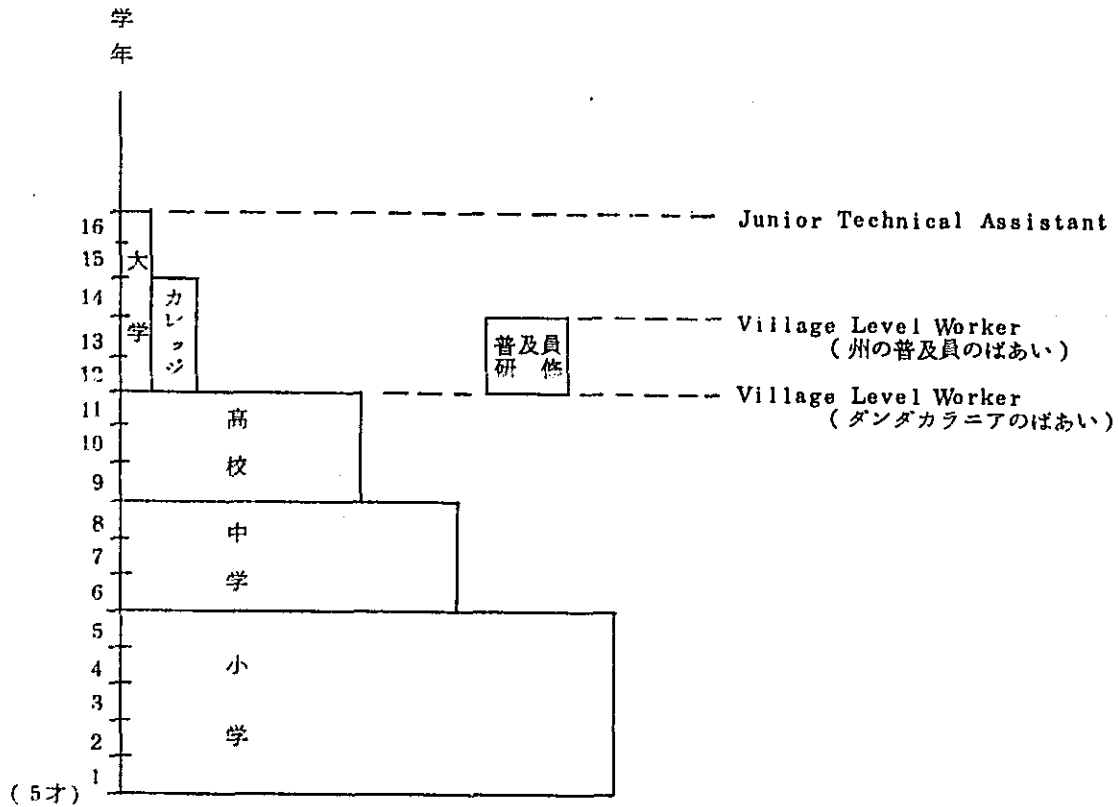 学年
16
15
14
13
12
11
10
9
8
7
6
5
4
3
2
1
(5才)
大学
カレッジ
普及員
研修
高校
中学
小学
Junior Technical Assistant
Village Level Worker
(州の普及員のばあい)
Village Level Worker
(ダンダカラニアのばあい)